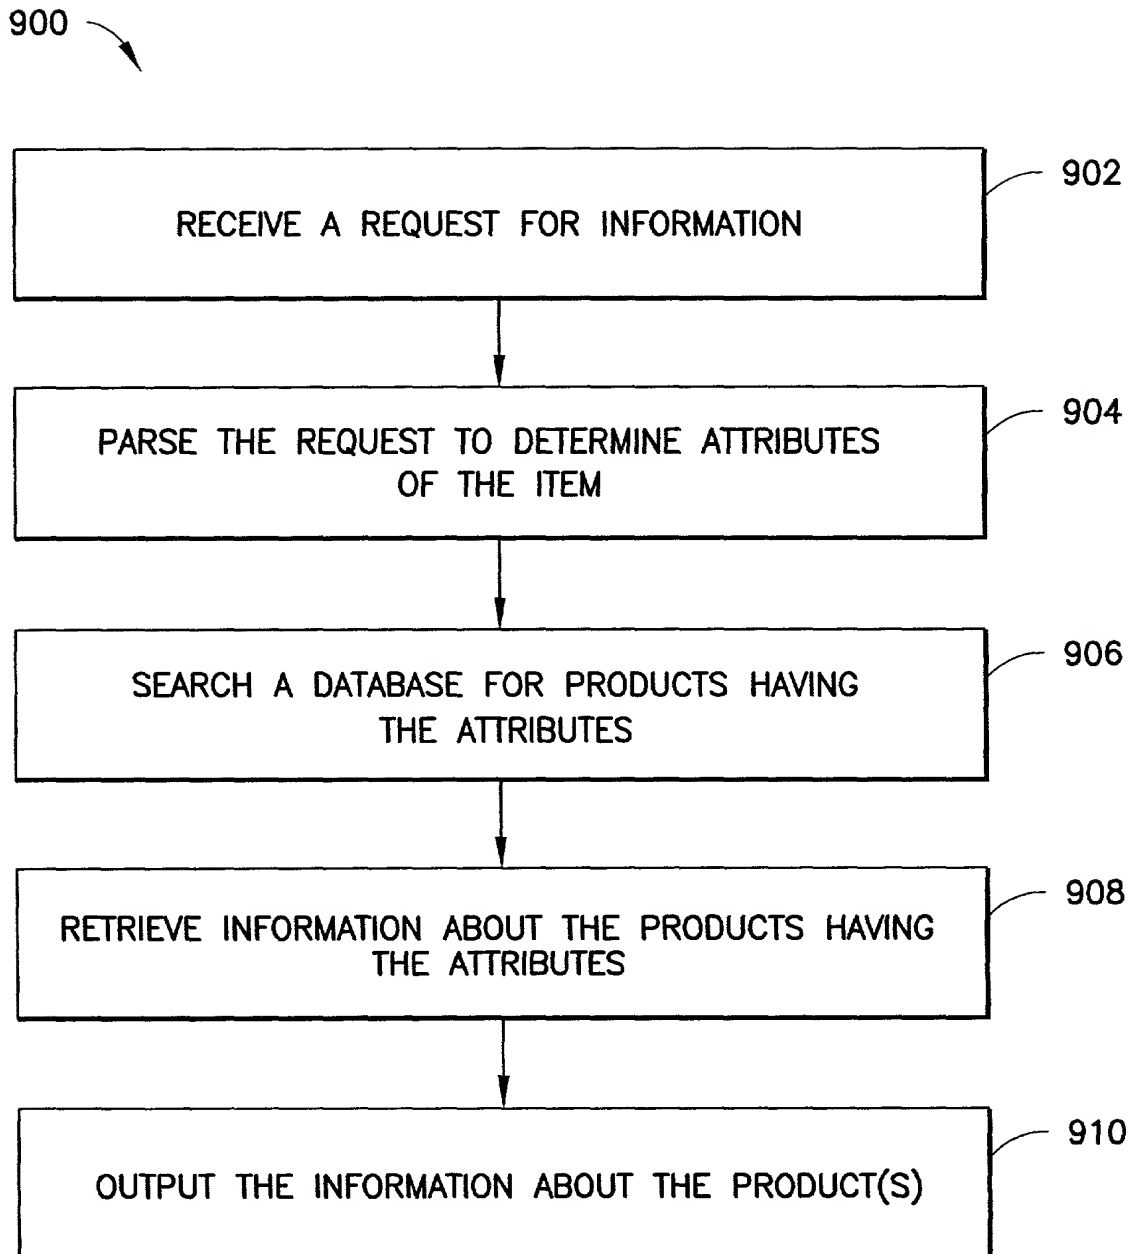 900
902
RECEIVE A REQUEST FOR INFORMATION
904
PARSE THE REQUEST TO DETERMINE ATTRIBUTES
OF THE ITEM
906
SEARCH A DATABASE FOR PRODUCTS HAVING
THE ATTRIBUTES
908
RETRIEVE INFORMATION ABOUT THE PRODUCTS HAVING
THE ATTRIBUTES
910
OUTPUT THE INFORMATION ABOUT THE PRODUCT(S)